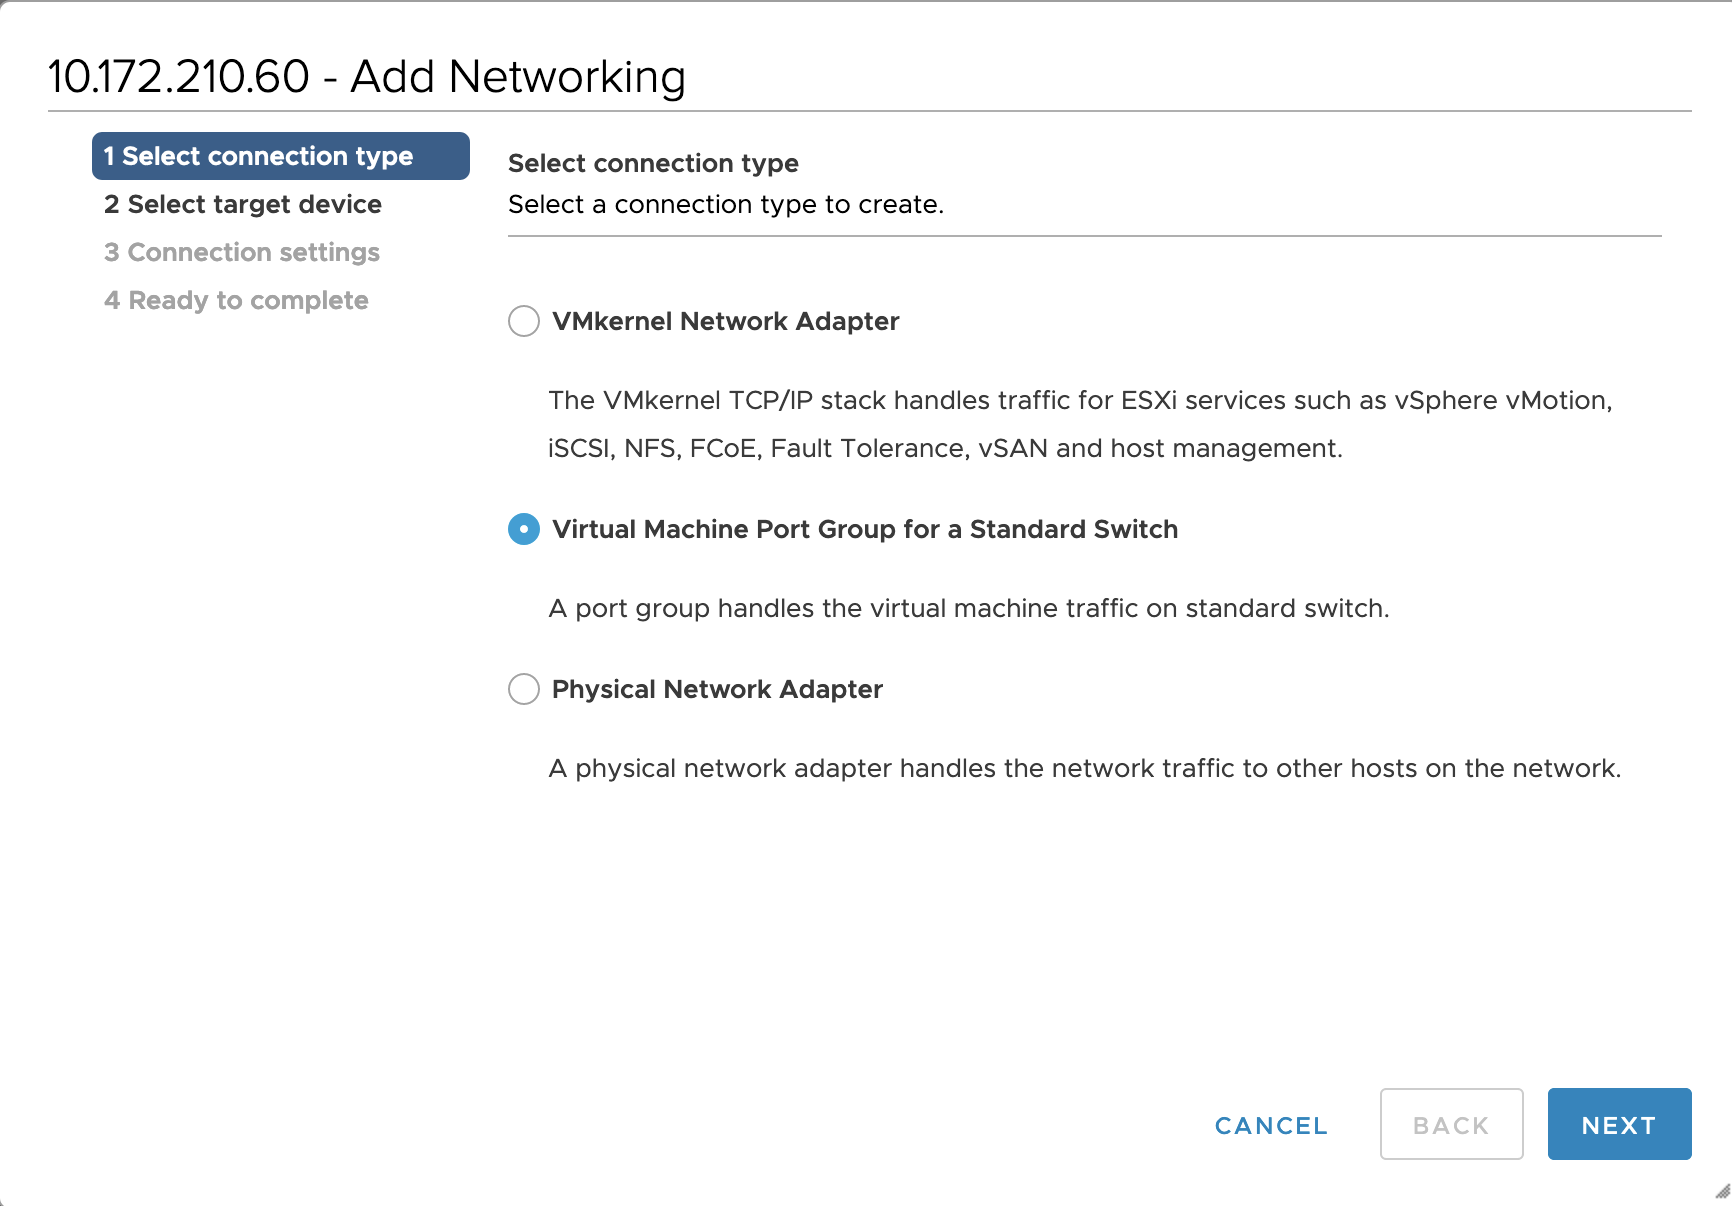 10.172.210.60 - Add Networking
1 Select connection type
2 Select target device
3 Connection settings
4 Ready to complete
Select connection type
Select a connection type to create.
VMkernel Network Adapter
The VMkernel TCP/IP stack handles traffic for ESXi services such as vSphere vMotion,
iSCSI, NFS, FCoE, Fault Tolerance, vSAN and host management.
Virtual Machine Port Group for a Standard Switch
A port group handles the virtual machine traffic on standard switch.
Physical Network Adapter
A physical network adapter handles the network traffic to other hosts on the network.
CANCEL
BACK
NEXT